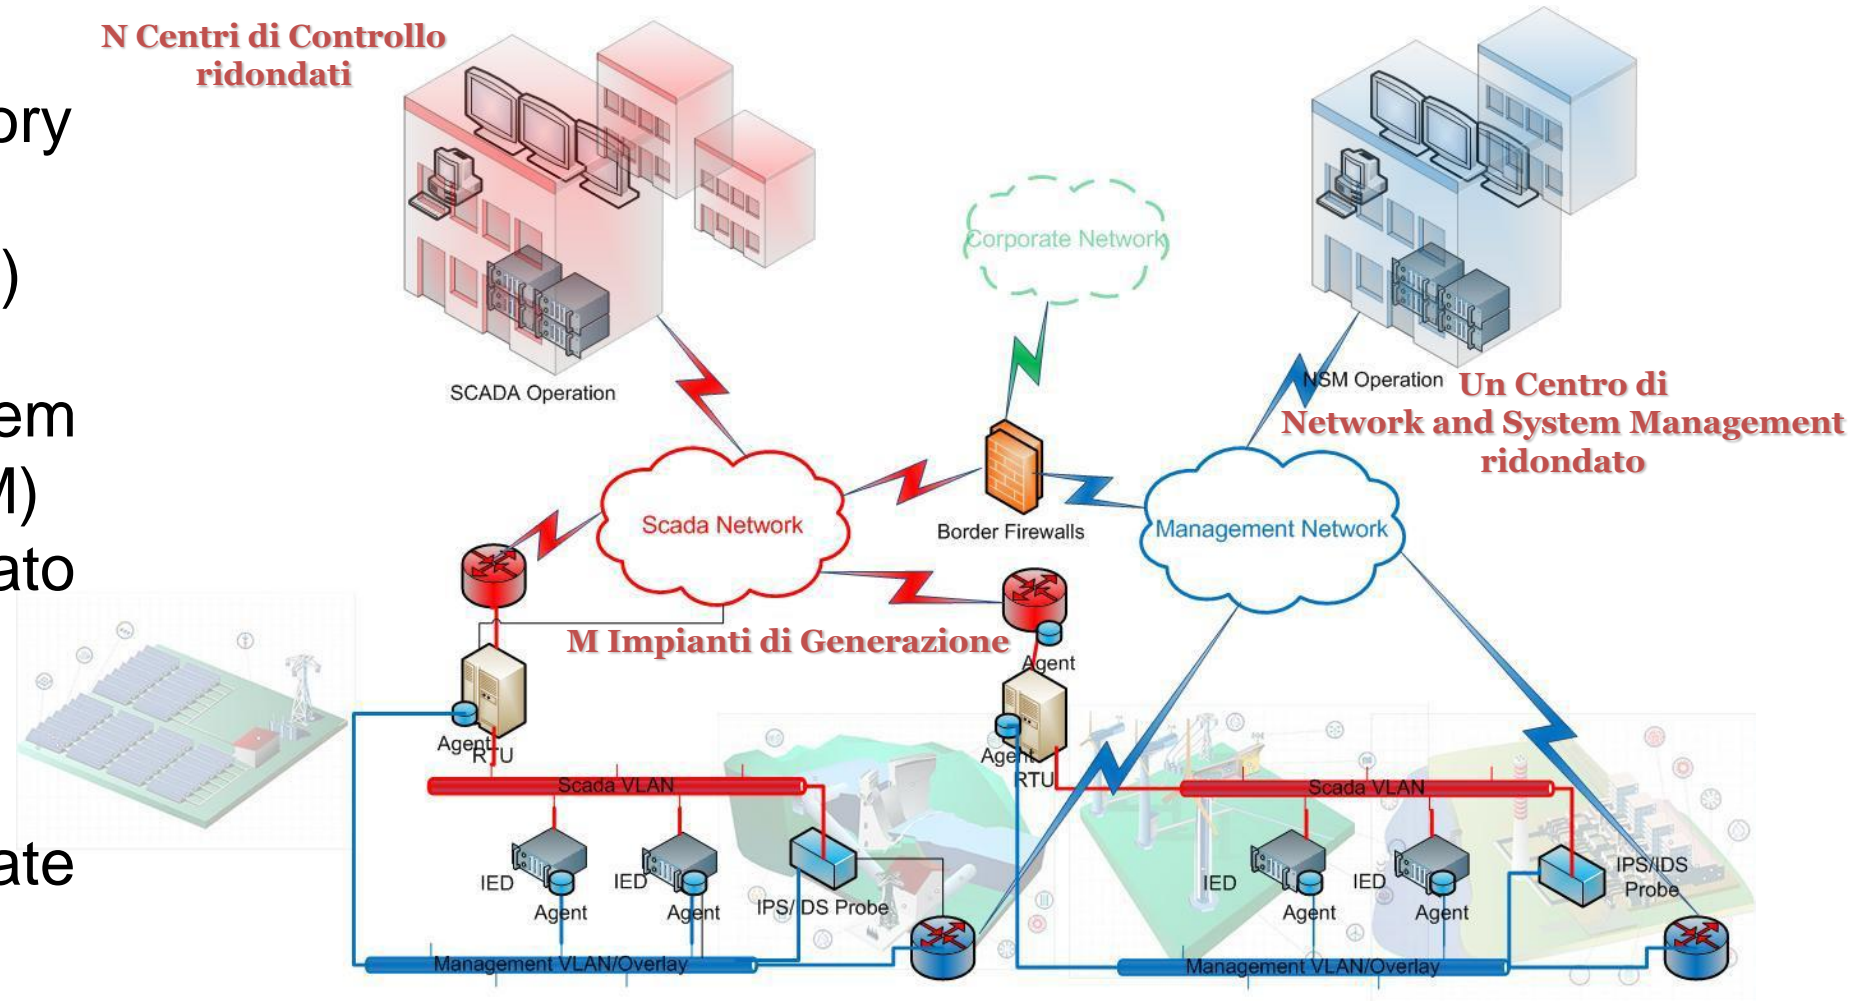 N Centri di Controllo
ridondati
ory
)
em
M)
ato
ate
Corporate Network
SCADA Operation
NSM Operation
Un Centro di
Network and System Management
ridondato
Scada Network
Border Firewalls
Management Network
M Impianti di Generazione
Agent
Agent
RTU
Agent
RTU
Scada VLAN
Scada VLAN
IED
IED
IPS/IDS Probe
IED
IED
IPS/IDS
Probe
Agent
Agent
Agent
Agent
Management VLAN/Overlay
Management VLAN/Overlay